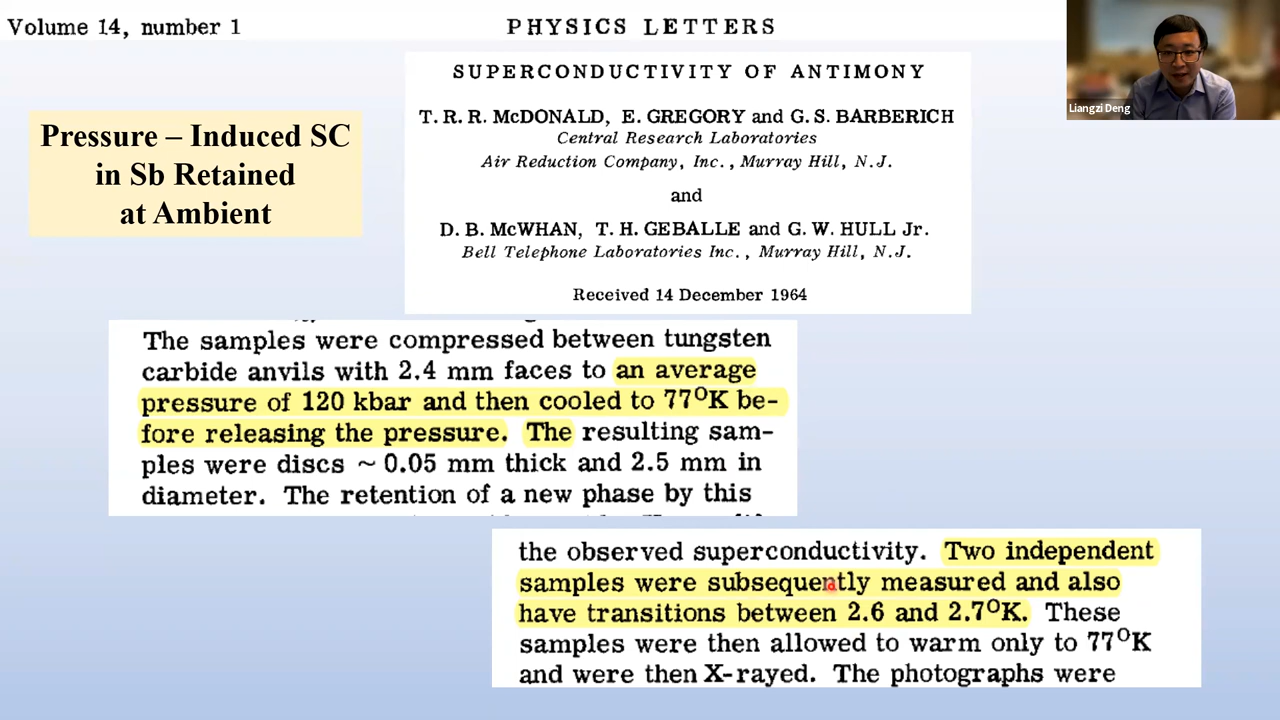 Volume 14, number 1
PHYSICS LETTERS
Liangzi Deng
Pressure – Induced SC
in Sb Retained
at Ambient
SUPERCONDUCTIVITY OF ANTIMONY
T. R. R. McDONALD, E. GREGORY and G. S. BARBERICH
Central Research Laboratories
Air Reduction Company, Inc., Murray Hill, N.J.
and
D. B. McWHAN, T. H. GEBALLE and G. W. HULL Jr.
Bell Telephone Laboratories Inc., Murray Hill, N.J.
Received 14 December 1964
The samples were compressed between tungsten
carbide anvils with 2.4 mm faces to an average
pressure of 120 kbar and then cooled to 77°K be-
fore releasing the pressure. The resulting sam-
ples were discs ~ 0.05 mm thick and 2.5 mm in
diameter. The retention of a new phase by this
the observed superconductivity. Two independent
samples were subsequently measured and also
have transitions between 2.6 and 2.7°K. These
samples were then allowed to warm only to 77°K
and were then X-rayed. The photographs were